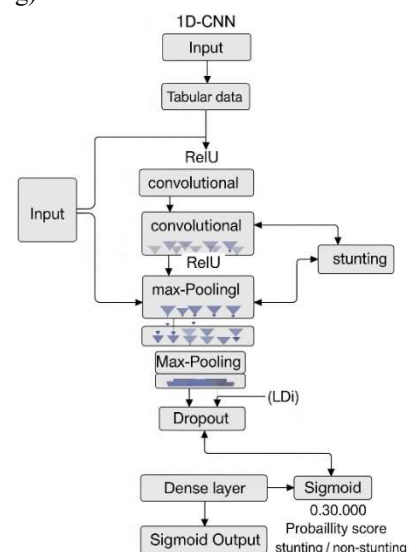 g)
1D-CNN
Input
Tabular data
RelU
convolutional
Input
convolutional
stunting
RelU
max-Poolingl
Max-Pooling
(LDi)
Dropout
Dense layer
Sigmoid
0.30.000
Probaillity score
Sigmoid Output
stunting / non-stunting